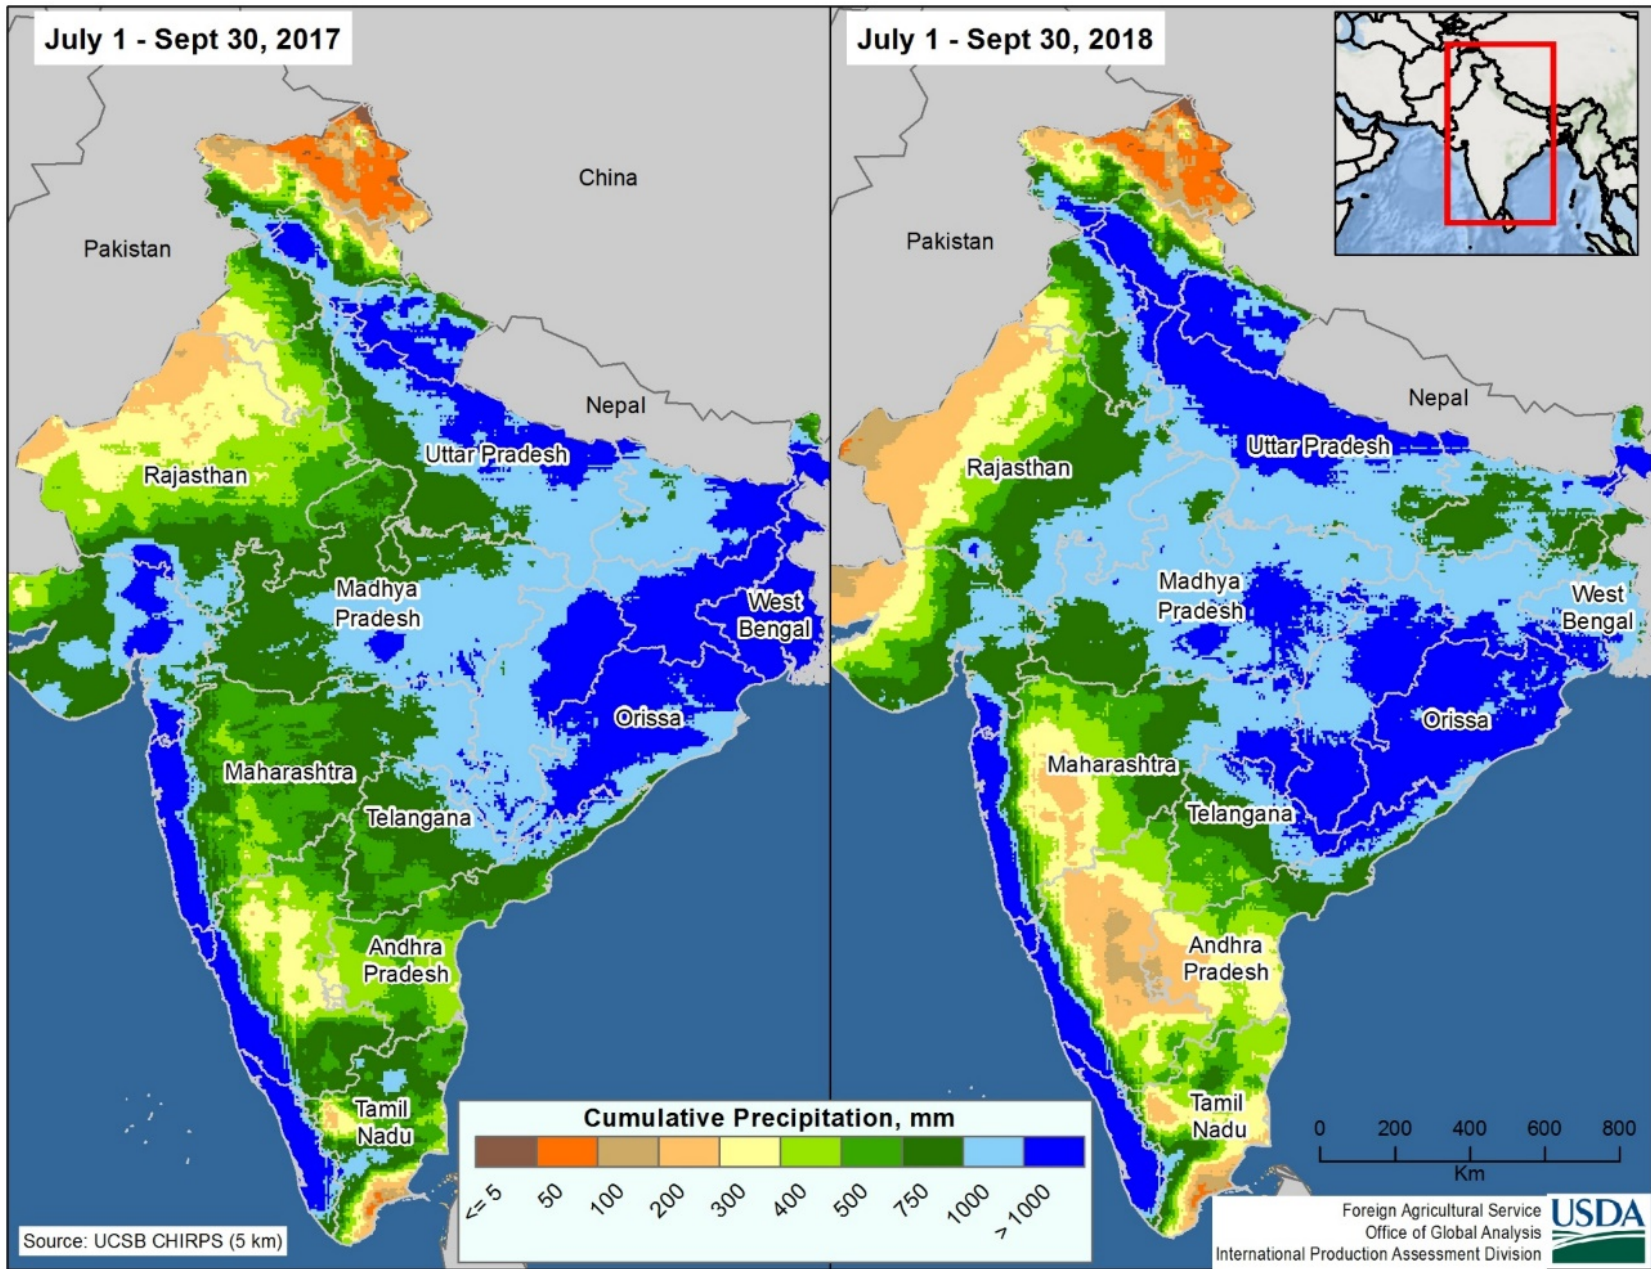 July 1 - Sept 30, 2017
July 1 - Sept 30, 2018
China
Pakistan
Nepal
Uttar Pradesh
Rajasthan
Madhya
Pradesh
West
Bengal
Orissa
Maharashtra
Telangana
Andhra
Pradesh
Tamil
Nadu
Pakistan
China
Nepal
Uttar Pradesh
Rajasthan
Madhya
Pradesh
West
Bengal
Orissa
Maharashtra
Telangana
Andhra
Pradesh
Tamil
Nadu
Cumulative Precipitation, mm
<= 5
50
100
200
300
400
500
750
1000
> 1000
0 200 400 600 800
Km
Source: UCSB CHIRPS (5 km)
Foreign Agricultural Service
Office of Global Analysis
International Production Assessment Division
USDA